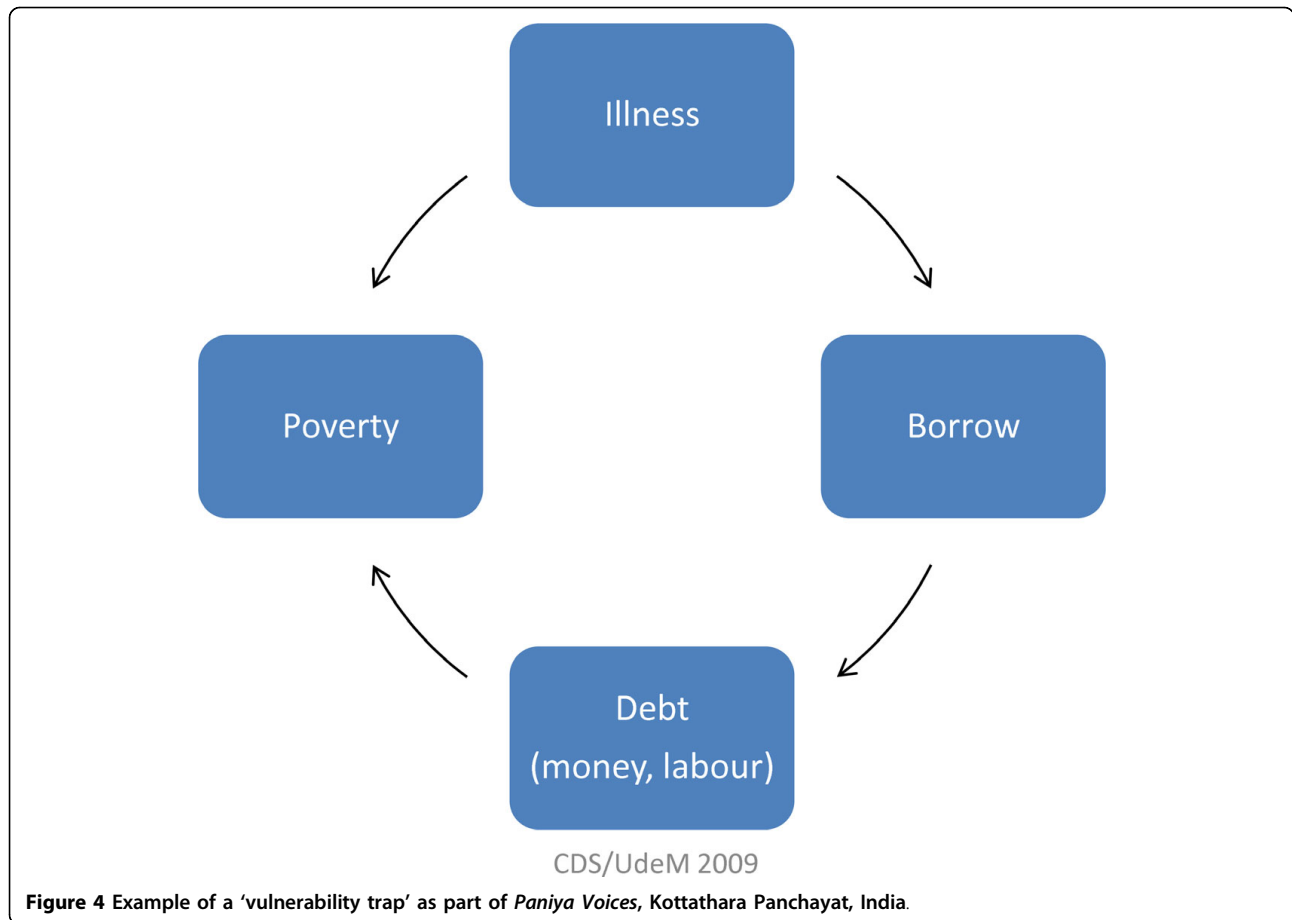 Illness
Poverty
Borrow
Debt
(money, labour)
CDS/UdeM 2009
Figure 4 Example of a ‘vulnerability trap’ as part of Paniya Voices, Kottathara Panchayat, India.